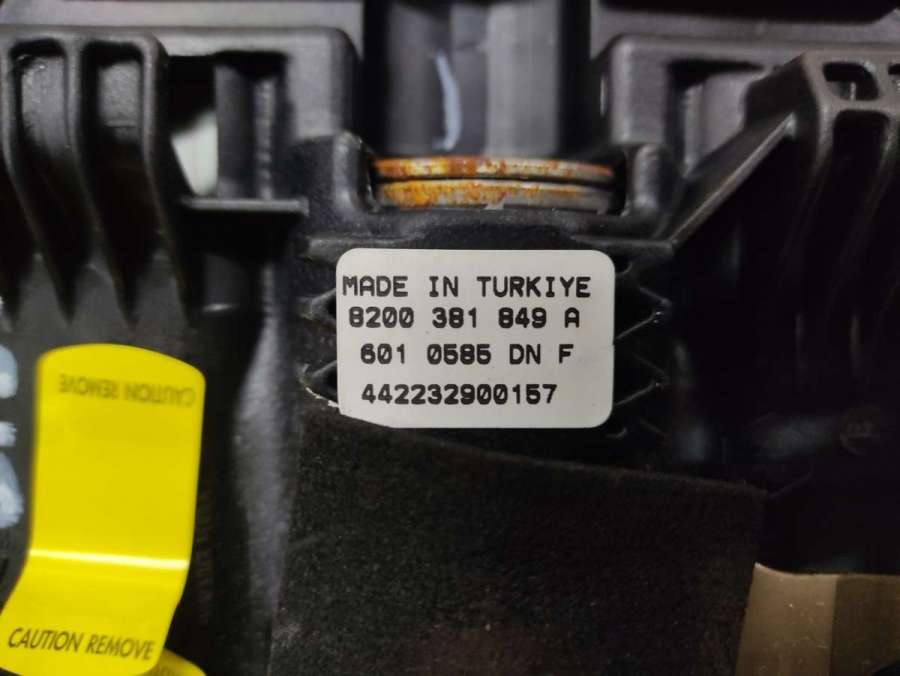 MADE IN TURKIYE
8200 381 849 A
601 0585 DN F
442232900157
CAUTION REMOVE
CAUTION REMOVE